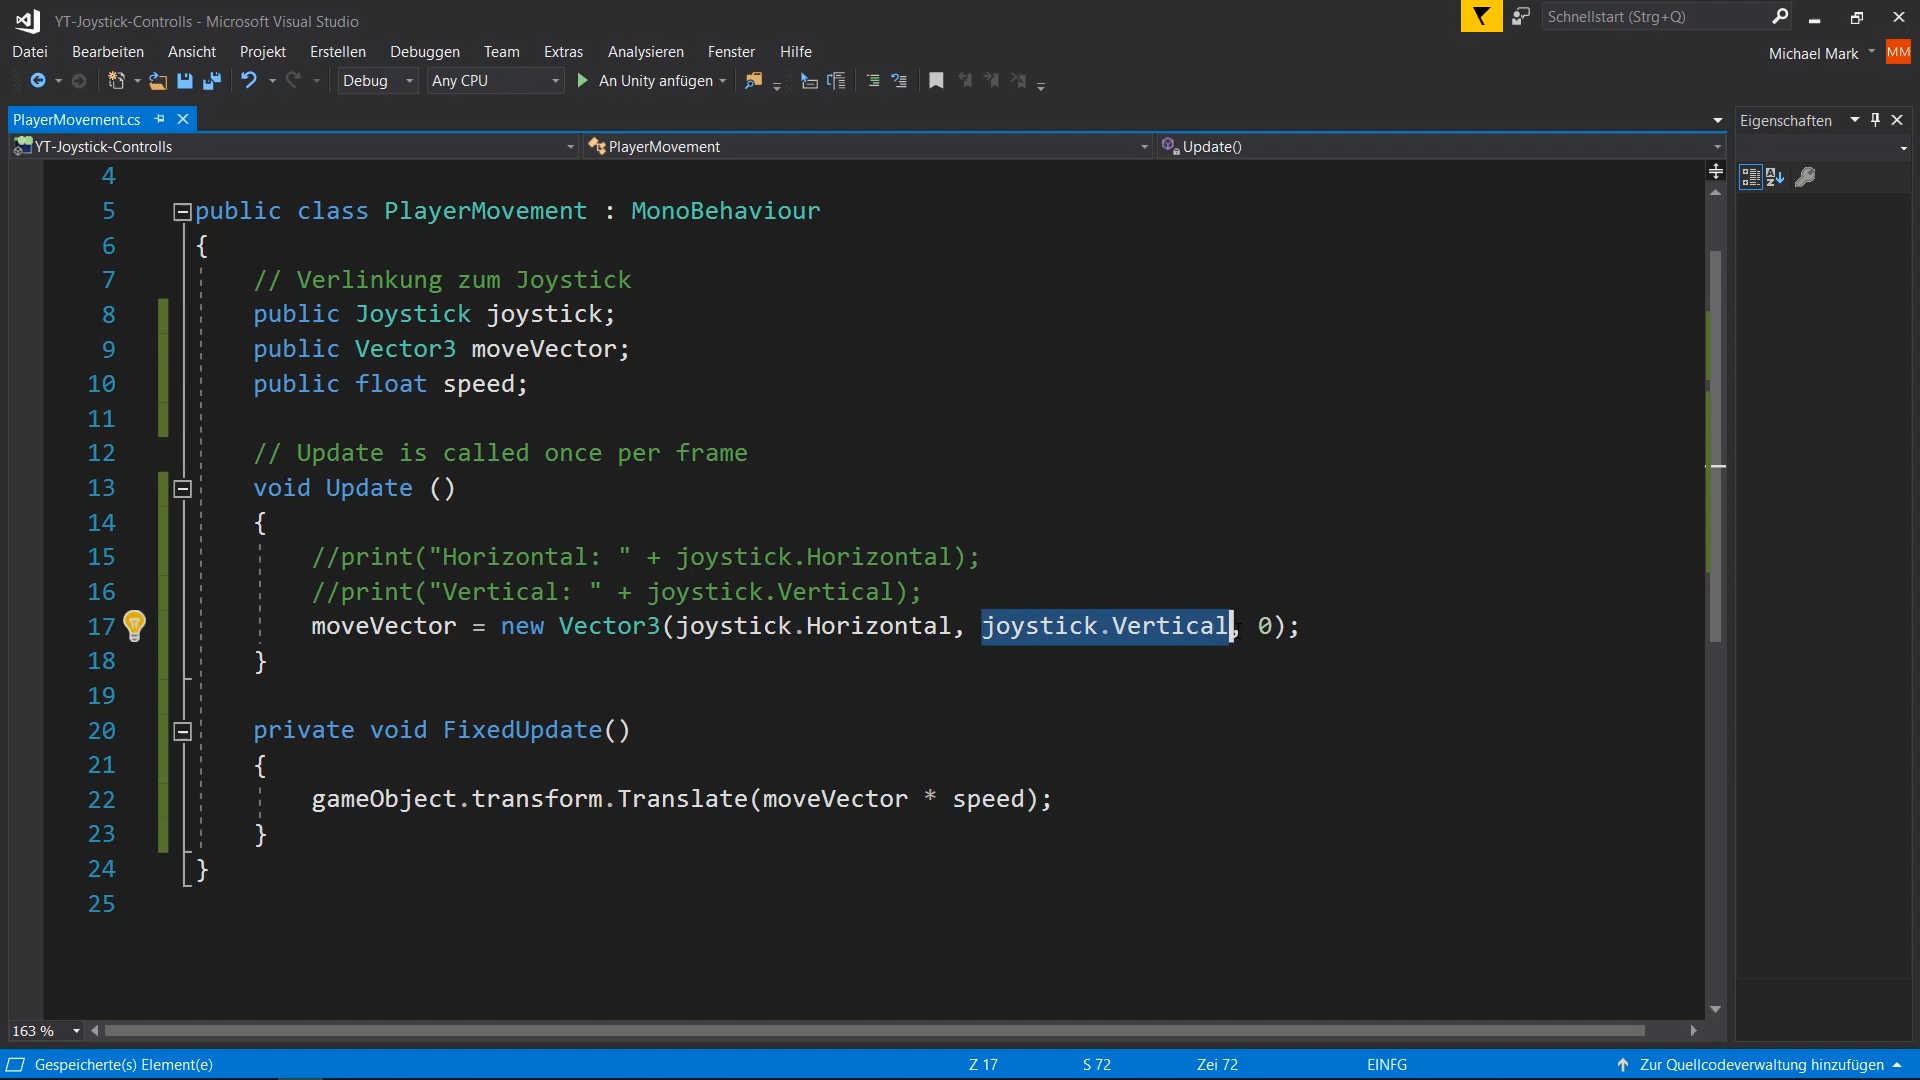 YT-Joystick-Controlls - Microsoft Visual Studio
Schnellstart (Strg+Q)
Datei Bearbeiten Ansicht Projekt Erstellen Debuggen Team Extras Analysieren Fenster Hilfe
Michael Mark MM
Debug Any CPU An Unity anfügen
PlayerMovement.cs
Eigenschaften
YT-Joystick-Controlls PlayerMovement Update()
4
5 public class PlayerMovement : MonoBehaviour
6 {
7 // Verlinkung zum Joystick
8 public Joystick joystick;
9 public Vector3 moveVector;
10 public float speed;
11
12 // Update is called once per frame
13 void Update ()
14 {
15 //print("Horizontal: " + joystick.Horizontal);
16 //print("Vertical: " + joystick.Vertical);
17 moveVector = new Vector3(joystick.Horizontal, joystick.Vertical, 0);
18 }
19
20 private void FixedUpdate()
21 {
22 gameObject.transform.Translate(moveVector * speed);
23 }
24 }
25
163 %
Gespeicherte(s) Element(e) Z 17 S 72 Zei 72 EINFG Zur Quellcodeverwaltung hinzufügen